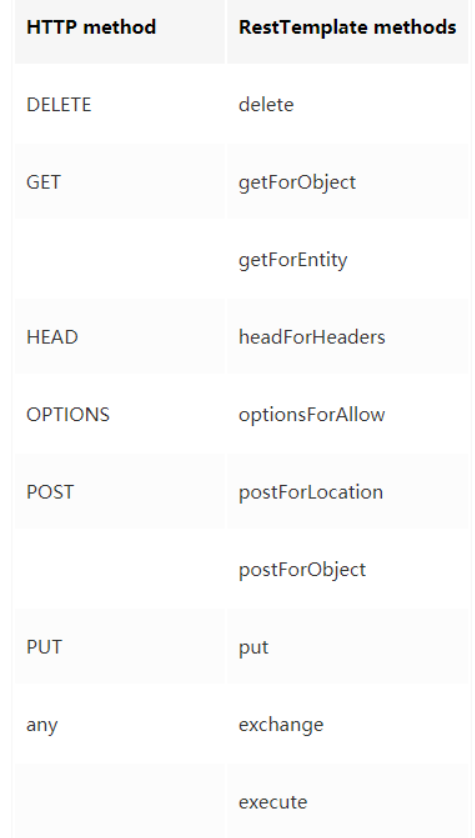 HTTP method RestTemplate methods
DELETE delete
GET getForObject
getForEntity
HEAD headForHeaders
OPTIONS optionsForAllow
POST postForLocation
postForObject
PUT put
any exchange
execute